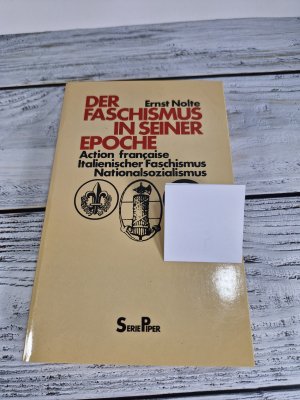 Ernst Nolte
DER
FASCHISMUS
IN SEINER
EPOCHE
Action française
Italienischer Faschismus
Nationalsozialismus
SERIE PIPER